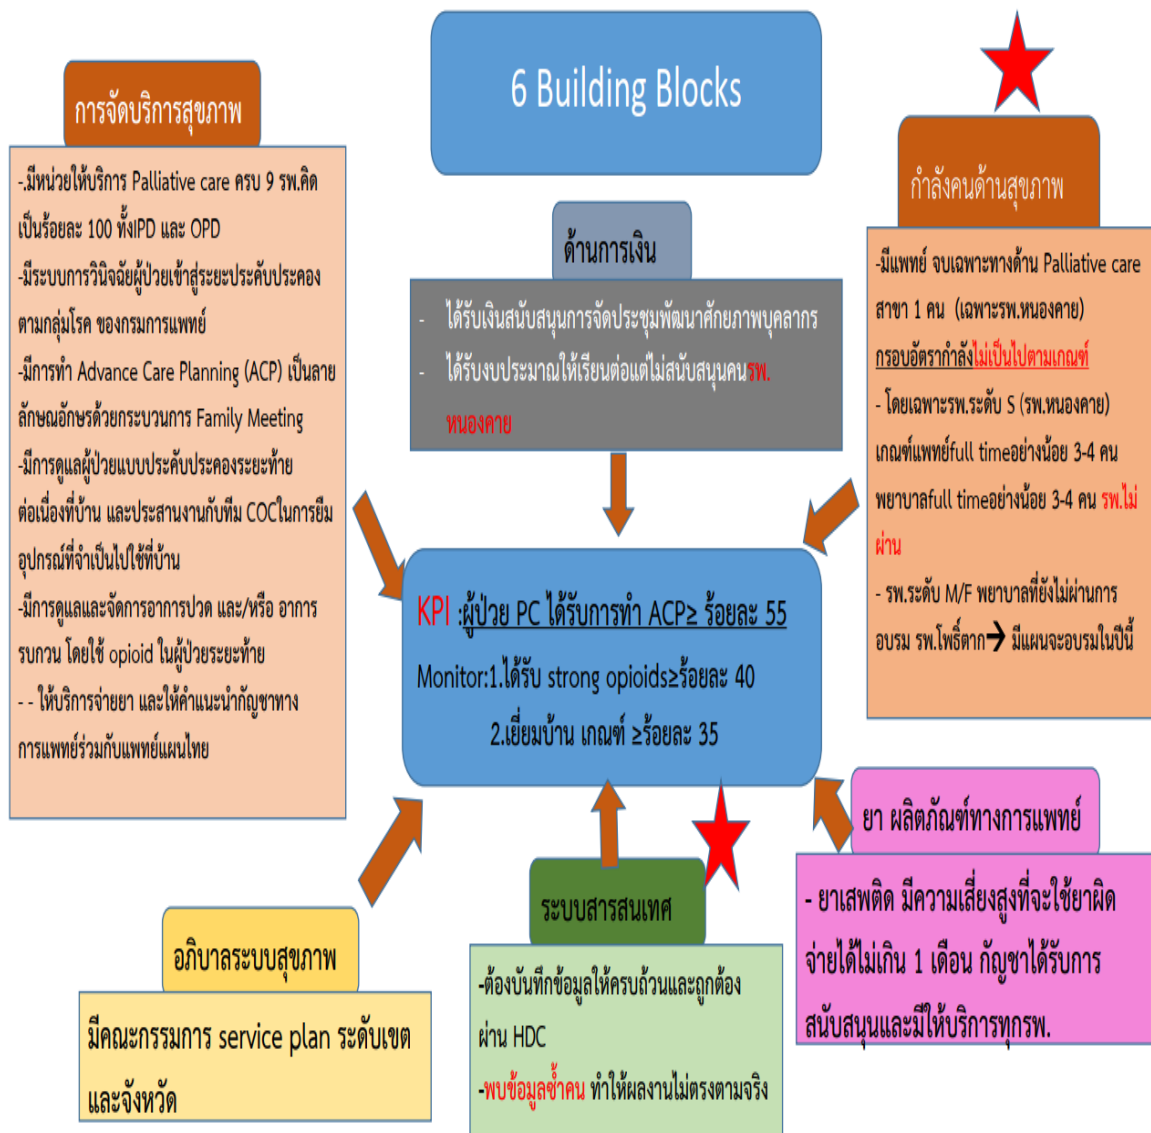 6 Building Blocks
การจัดบริการสุขภาพ
-.มีหน่วยให้บริการ Palliative care ครบ 9 รพ.คิด
เป็นร้อยละ 100 ทั้งIPD และ OPD
-มีระบบการวินิจฉัยผู้ป่วยเข้าสู่ระยะประคับประคอง
ตามกลุ่มโรค ของกรมการแพทย์
-มีการทำ Advance Care Planning (ACP) เป็นลาย
ลักษณอักษรด้วยกระบวนการ Family Meeting
-มีการดูแลผู้ป่วยแบบประคับประคองระยะท้าย
ต่อเนื่องที่บ้าน และประสานงานกับทีม COCในการยืม
อุปกรณ์ที่จำเป็นไปใช้ที่บ้าน
-มีการดูแลและจัดการอาการปวด และ/หรือ อาการ
รบกวน โดยใช้ opioid ในผู้ป่วยระยะท้าย
- - ให้บริการจ่ายยา และให้คำแนะนำกัญชาทาง
การแพทย์ร่วมกับแพทย์แผนไทย
ด้านการเงิน
- ได้รับเงินสนับสนุนการจัดประชุมพัฒนาศักยภาพบุคลากร
- ได้รับงบประมาณให้เรียนต่อแต่ไม่สนับสนุนคนรพ.
หนองคาย
กำลังคนด้านสุขภาพ
-มีแพทย์ จบเฉพาะทางด้าน Palliative care
สาขา 1 คน (เฉพาะรพ.หนองคาย)
กรอบอัตรากำลังไม่เป็นไปตามเกณฑ์
- โดยเฉพาะรพ.ระดับ S (รพ.หนองคาย)
เกณฑ์แพทย์full timeอย่างน้อย 3-4 คน
พยาบาลfull timeอย่างน้อย 3-4 คน รพ.ไม่
ผ่าน
- รพ.ระดับ M/F พยาบาลที่ยังไม่ผ่านการ
อบรม รพ.โพธิ์ตาก➔ มีแผนจะอบรมในปีนี้
KPI :ผู้ป่วย PC ได้รับการทำ ACP≥ ร้อยละ 55
Monitor:1.ได้รับ strong opioids≥ร้อยละ 40
2.เยี่ยมบ้าน เกณฑ์ ≥ร้อยละ 35
อภิบาลระบบสุขภาพ
มีคณะกรรมการ service plan ระดับเขต
และจังหวัด
ระบบสารสนเทศ
-ต้องบันทึกข้อมูลให้ครบถ้วนและถูกต้อง
ผ่าน HDC
-พบข้อมูลซ้ำคน ทำให้ผลงานไม่ตรงตามจริง
ยา ผลิตภัณฑ์ทางการแพทย์
- ยาเสพติด มีความเสี่ยงสูงที่จะใช้ยาผิด
จ่ายได้ไม่เกิน 1 เดือน กัญชาได้รับการ
สนับสนุนและมีให้บริการทุกรพ.